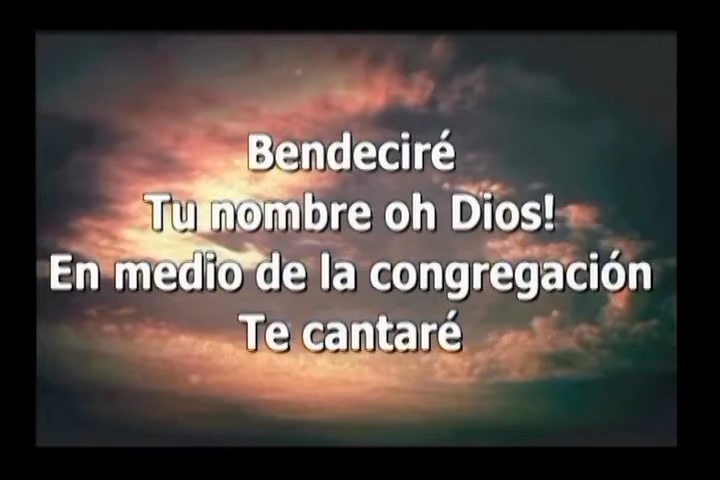 Bendeciré
Tu nombre oh Dios!
En medio de la congregación
Te cantaré